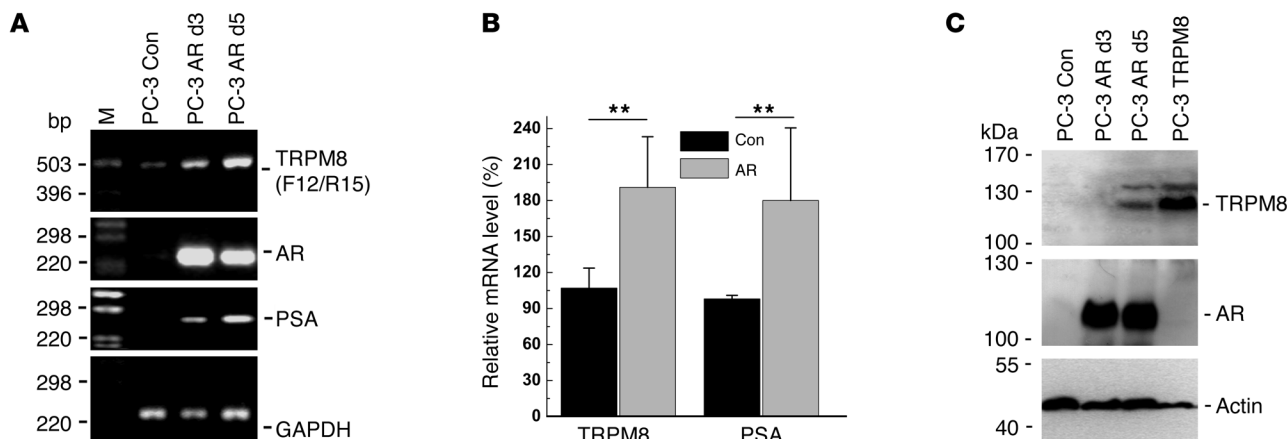 A
B
C
M
PC-3 Con
PC-3 AR d3
PC-3 AR d5
bp
503
396
TRPM8
(F12/R15)
298
220
AR
298
220
PSA
298
220
GAPDH
Relative mRNA level (%)
240
210
180
150
120
90
60
30
0
**
**
Con
AR
TRPM8
PSA
PC-3 Con
PC-3 AR d3
PC-3 AR d5
PC-3 TRPM8
kDa
170
130
100
TRPM8
130
100
AR
55
40
Actin